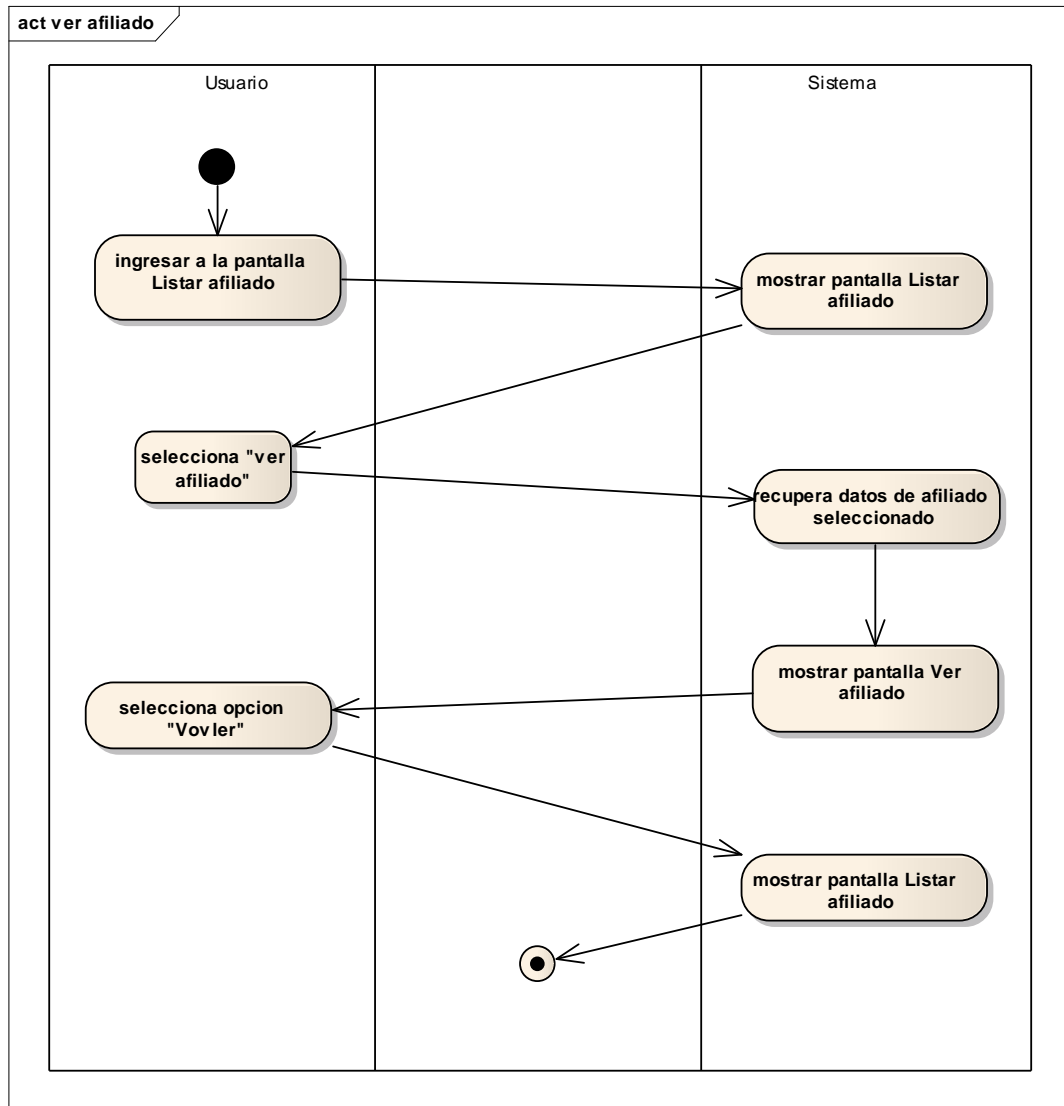 act ver afiliado
Usuario
Sistema
ingresar a la pantalla
Listar afiliado
mostrar pantalla Listar
afiliado
selecciona "ver
afiliado"
recupera datos de afiliado
seleccionado
mostrar pantalla Ver
afiliado
selecciona opcion
"Vovler"
mostrar pantalla Listar
afiliado